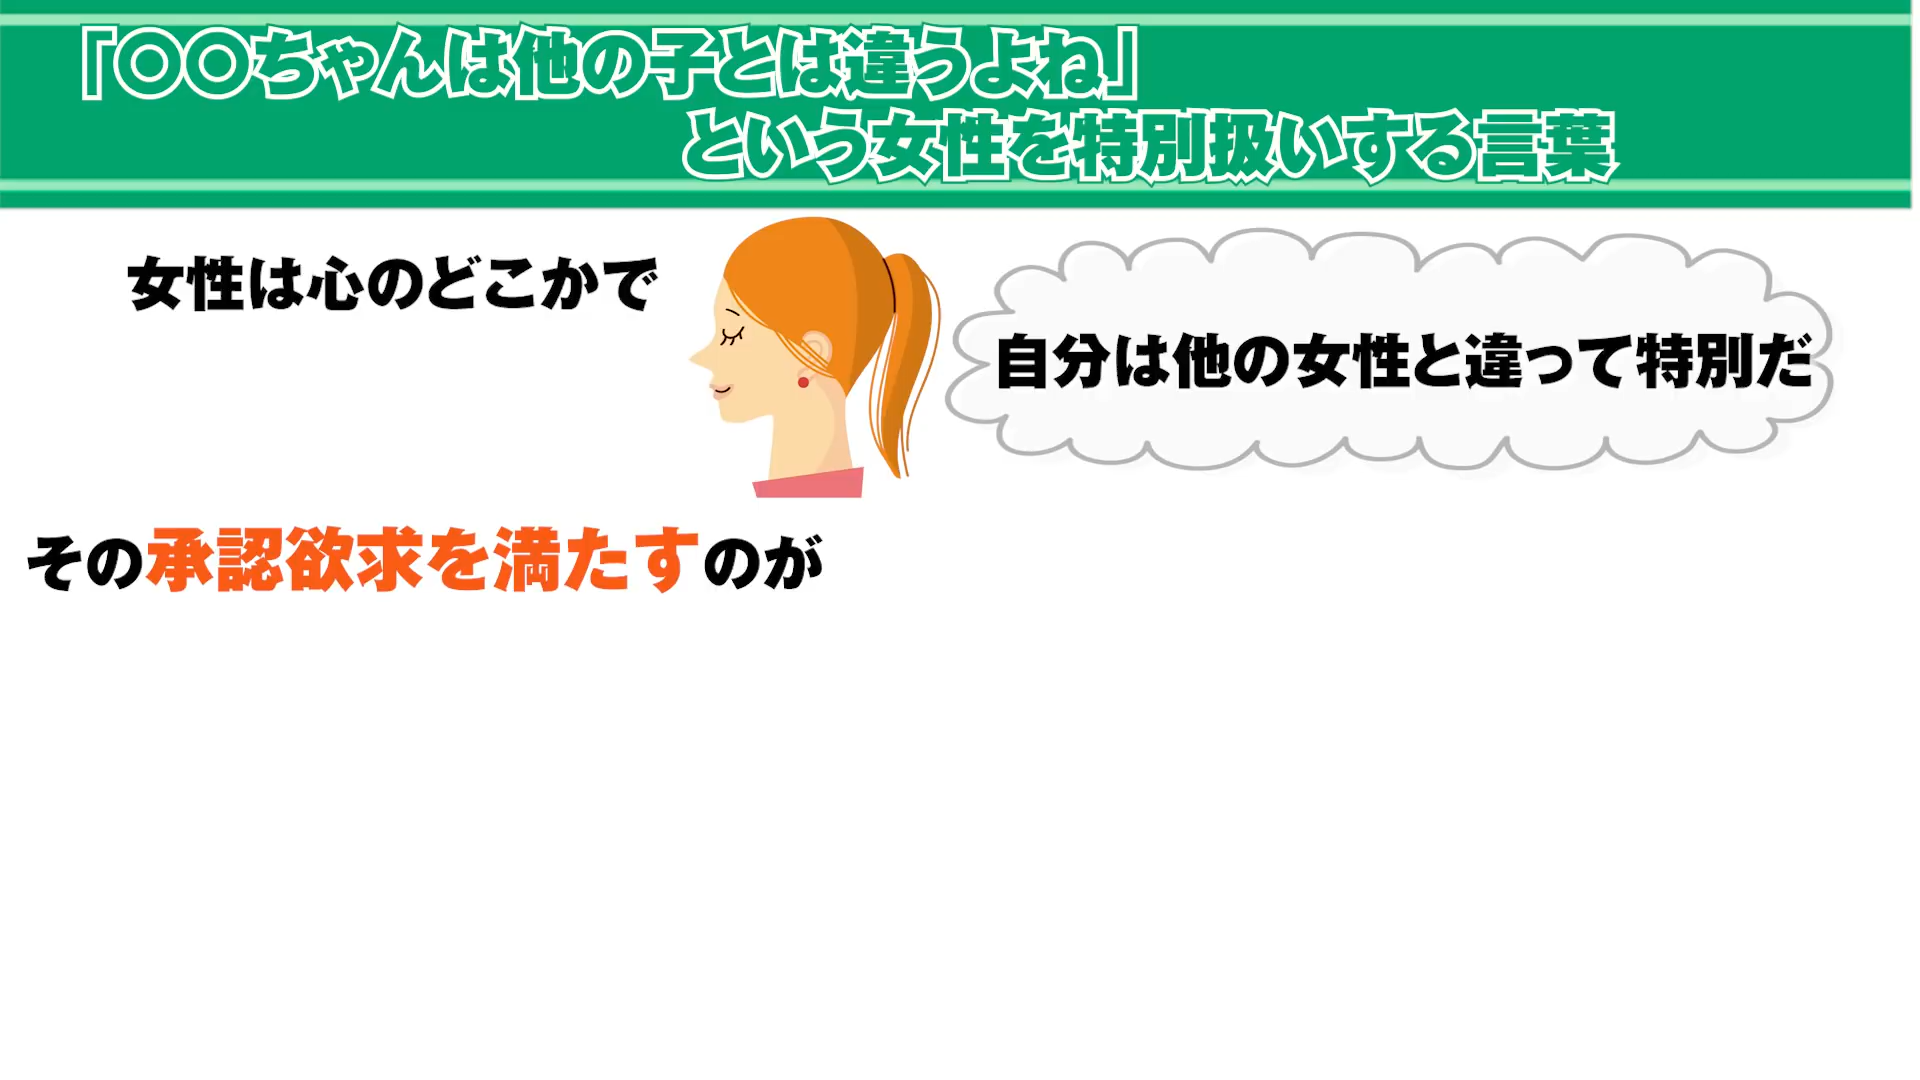 「〇〇ちゃんは他の子とは違うよね」
という女性を特別扱いする言葉
女性は心のどこかで
自分は他の女性と違って特別だ
その承認欲求を満たすのが